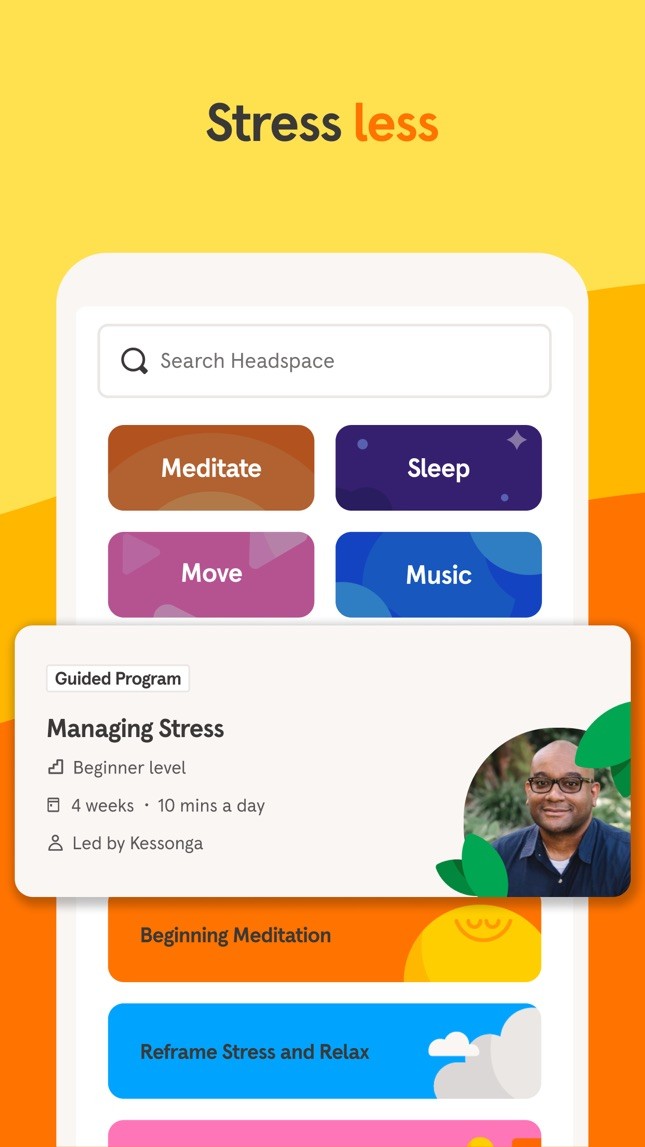 Stress less
Search Headspace
Meditate
Sleep
Move
Music
Guided Program
Managing Stress
Beginner level
4 weeks · 10 mins a day
Led by Kessonga
Beginning Meditation
Reframe Stress and Relax